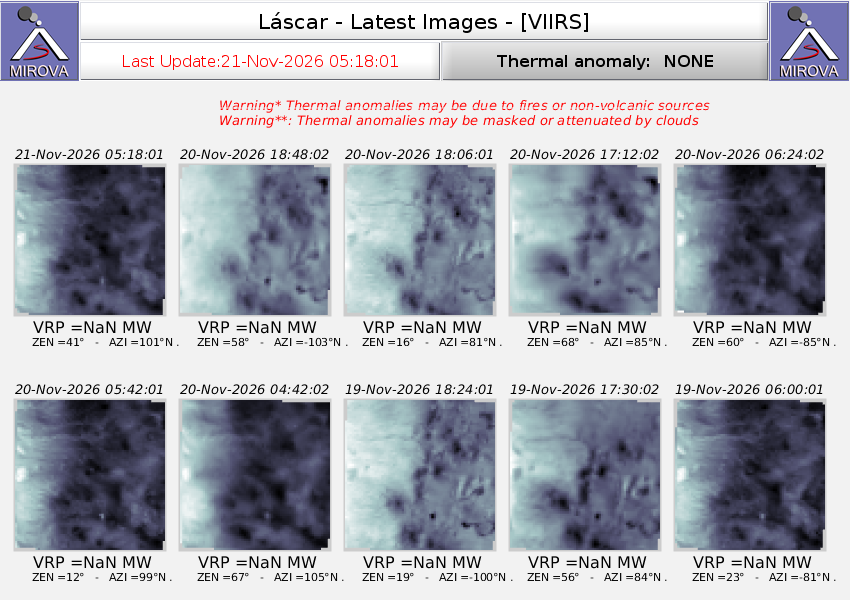 Láscar - Latest Images - [VIIRS]
MIROVA
Last Update:21-Nov-2026 05:18:01
Thermal anomaly: NONE
MIROVA
Warning* Thermal anomalies may be due to fires or non-volcanic sources
Warning**: Thermal anomalies may be masked or attenuated by clouds
21-Nov-2026 05:18:01 20-Nov-2026 18:48:02 20-Nov-2026 18:06:01 20-Nov-2026 17:12:02 20-Nov-2026 06:24:02
VRP =NaN MW VRP =NaN MW VRP =NaN MW VRP =NaN MW VRP =NaN MW
ZEN =41° - AZI =101°N . ZEN =58° - AZI =-103°N . ZEN =16° - AZI =81°N . ZEN =68° - AZI =85°N . ZEN =60° - AZI =-85°N .
20-Nov-2026 05:42:01 20-Nov-2026 04:42:02 19-Nov-2026 18:24:01 19-Nov-2026 17:30:02 19-Nov-2026 06:00:01
VRP =NaN MW VRP =NaN MW VRP =NaN MW VRP =NaN MW VRP =NaN MW
ZEN =12° - AZI =99°N . ZEN =67° - AZI =105°N . ZEN =19° - AZI =-100°N . ZEN =56° - AZI =84°N . ZEN =23° - AZI =-81°N .